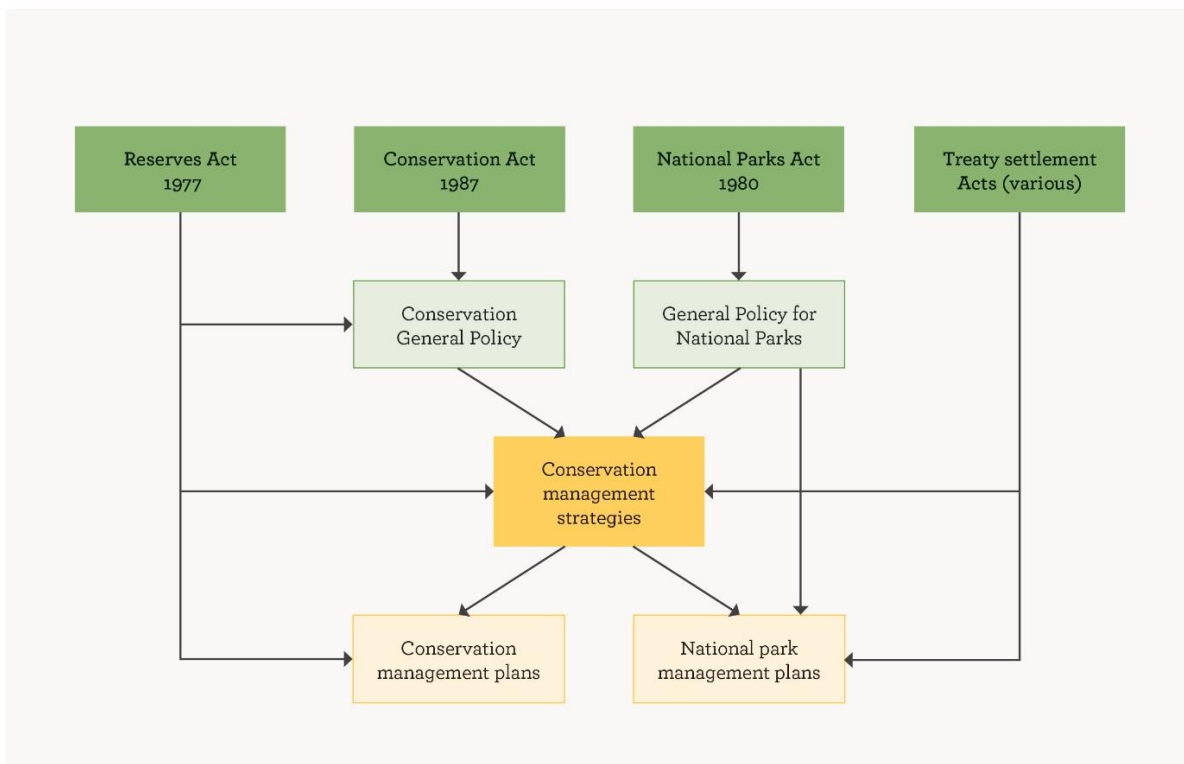 Reserves Act
1977
Conservation Act
1987
National Parks Act
1980
Treaty settlement
Acts (various)
Conservation
General Policy
General Policy for
National Parks
Conservation
management
strategies
Conservation
management plans
National park
management plans